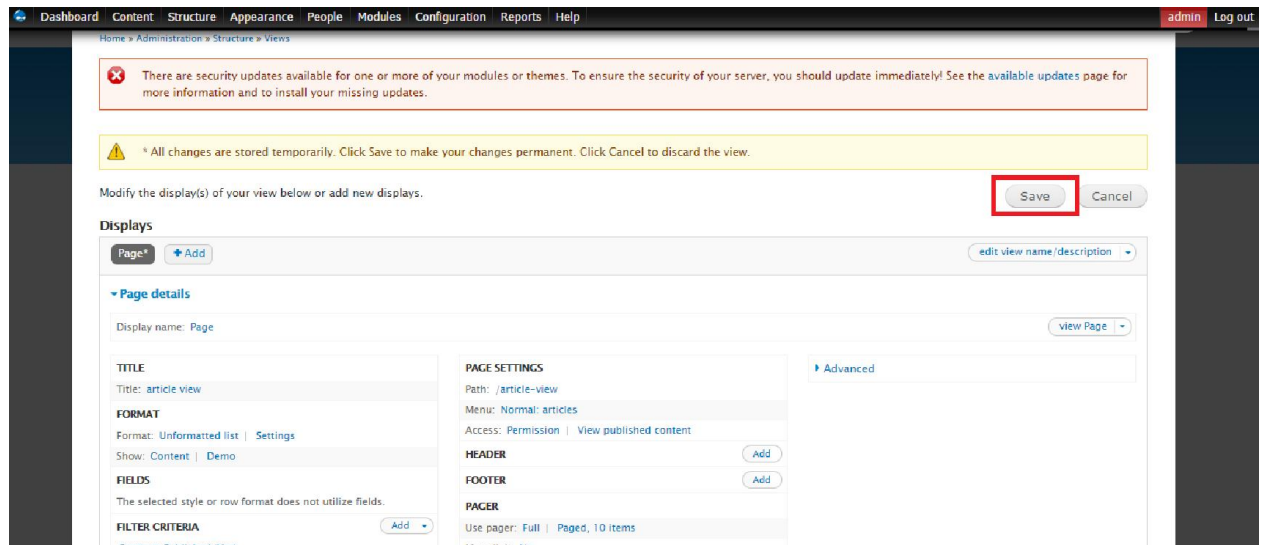 Dashboard Content Structure Appearance People Modules Configuration Reports Help admin Log out
Home » Administration » Structure » Views
There are security updates available for one or more of your modules or themes. To ensure the security of your server, you should update immediately! See the available updates page for
more information and to install your missing updates.
* All changes are stored temporarily. Click Save to make your changes permanent. Click Cancel to discard the view.
Modify the display(s) of your view below or add new displays.
Save Cancel
Displays
Page* Add edit view name/description
Page details
Display name: Page view Page
TITLE
Title: article view
FORMAT
Format: Unformatted list | Settings
Show: Content | Demo
FIELDS
The selected style or row format does not utilize fields.
FILTER CRITERIA Add
PAGE SETTINGS
Path: /article-view
Menu: Normal: articles
Access: Permission | View published content
HEADER Add
FOOTER Add
PAGER
Use pager: Full | Paged, 10 items
Advanced